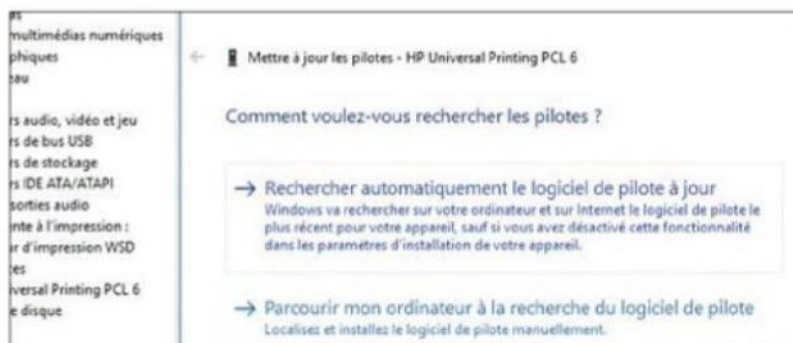 multimédias numériques
phiques
rs audio, vidéo et jeu
rs de bus USB
rs de stockage
rs IDE ATA/ATAPI
sorties audio
nte à l'impression :
ur d'impression WSD
iversal Printing PCL 6
e disque
Mettre à jour les pilotes - HP Universal Printing PCL 6
Comment voulez-vous rechercher les pilotes ?
→ Rechercher automatiquement le logiciel de pilote à jour
Windows va rechercher sur votre ordinateur et sur Internet le logiciel de pilote le
plus récent pour votre appareil, sauf si vous avez désactivé cette fonctionnalité
dans les paramètres d'installation de votre appareil.
→ Parcourir mon ordinateur à la recherche du logiciel de pilote
Localisez et installez le logiciel de pilote manuellement.